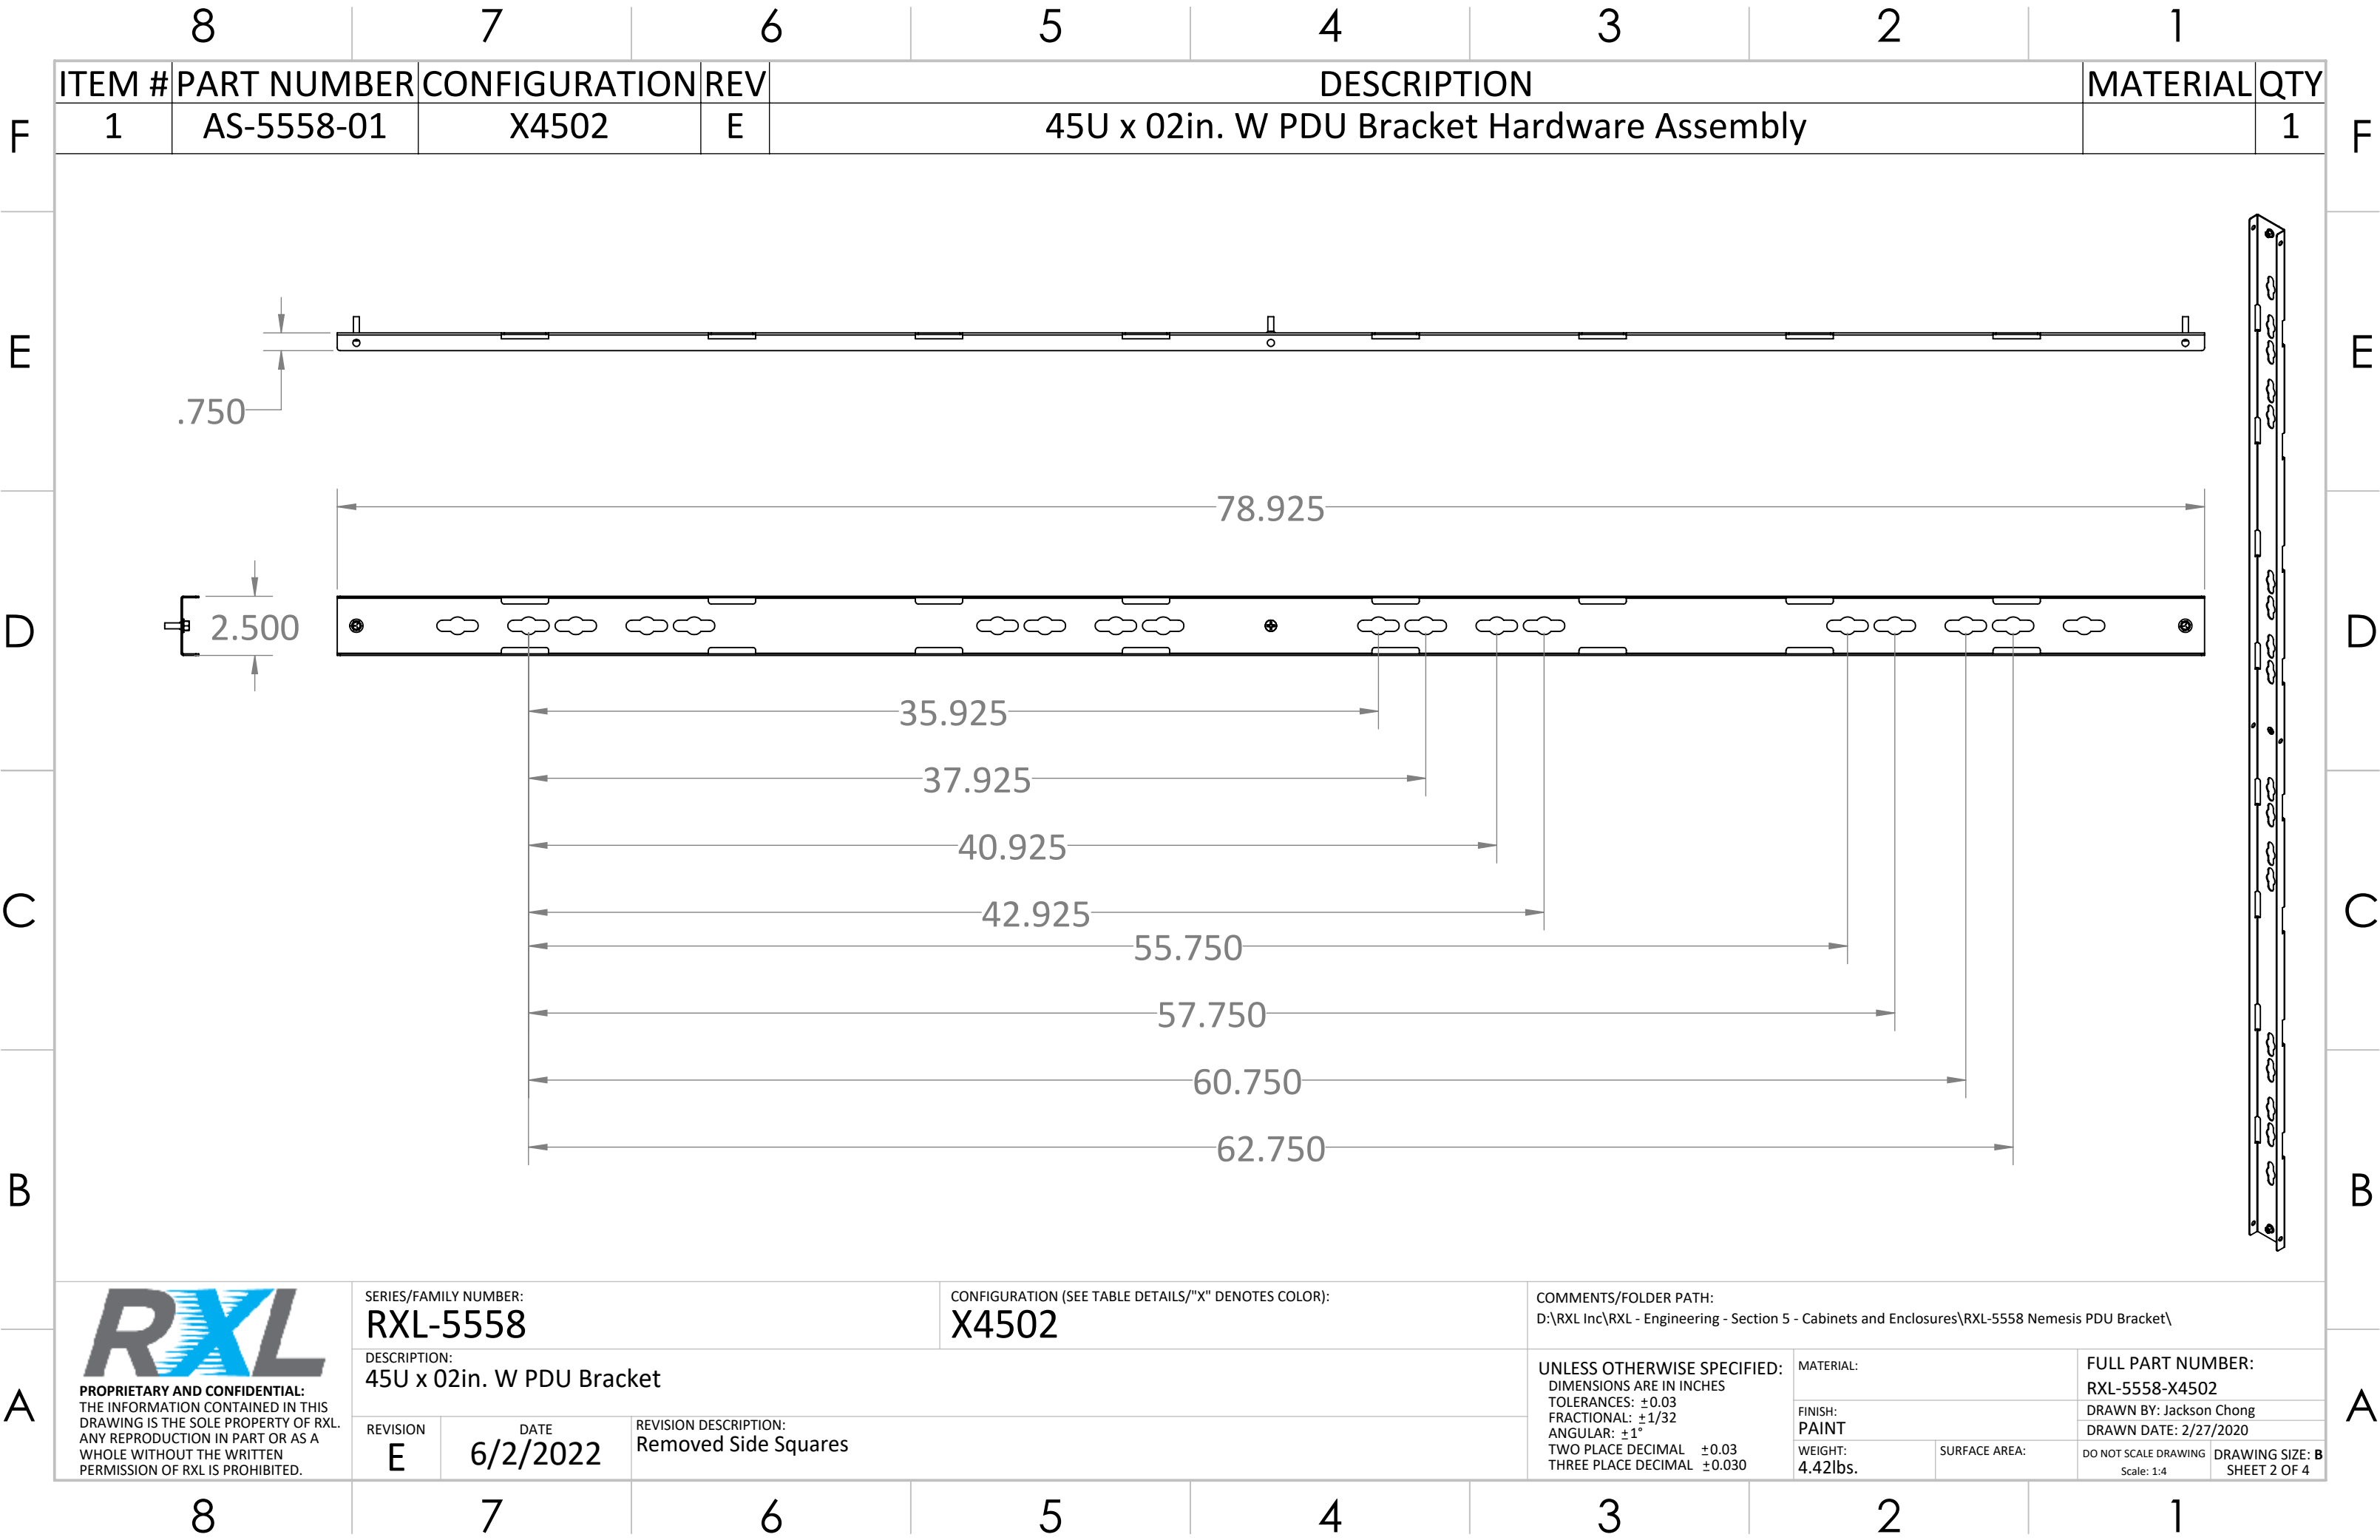 8 7 6 5 4 3 2 1
ITEM # PART NUMBER CONFIGURATION REV DESCRIPTION MATERIAL QTY
1 AS-5558-01 X4502 E 45U x 02in. W PDU Bracket Hardware Assembly 1
F F
E E
.750
78.925
D 2.500 D
35.925
37.925
40.925
C 42.925 C
55.750
57.750
60.750
62.750
B B
RXL
PROPRIETARY AND CONFIDENTIAL:
THE INFORMATION CONTAINED IN THIS
DRAWING IS THE SOLE PROPERTY OF RXL.
ANY REPRODUCTION IN PART OR AS A
WHOLE WITHOUT THE WRITTEN
PERMISSION OF RXL IS PROHIBITED.
SERIES/FAMILY NUMBER:
RXL-5558
CONFIGURATION (SEE TABLE DETAILS/"X" DENOTES COLOR):
X4502
COMMENTS/FOLDER PATH:
D:\RXL Inc\RXL - Engineering - Section 5 - Cabinets and Enclosures\RXL-5558 Nemesis PDU Bracket\
DESCRIPTION:
45U x 02in. W PDU Bracket
REVISION
E
DATE
6/2/2022
REVISION DESCRIPTION:
Removed Side Squares
UNLESS OTHERWISE SPECIFIED:
DIMENSIONS ARE IN INCHES
TOLERANCES: ±0.03
FRACTIONAL: ±1/32
ANGULAR: ±1°
TWO PLACE DECIMAL ±0.03
THREE PLACE DECIMAL ±0.030
MATERIAL:
FINISH:
PAINT
WEIGHT:
4.42lbs.
SURFACE AREA:
FULL PART NUMBER:
RXL-5558-X4502
DRAWN BY: Jackson Chong
DRAWN DATE: 2/27/2020
DO NOT SCALE DRAWING
Scale: 1:4
DRAWING SIZE: B
SHEET 2 OF 4
A A
8 7 6 5 4 3 2 1